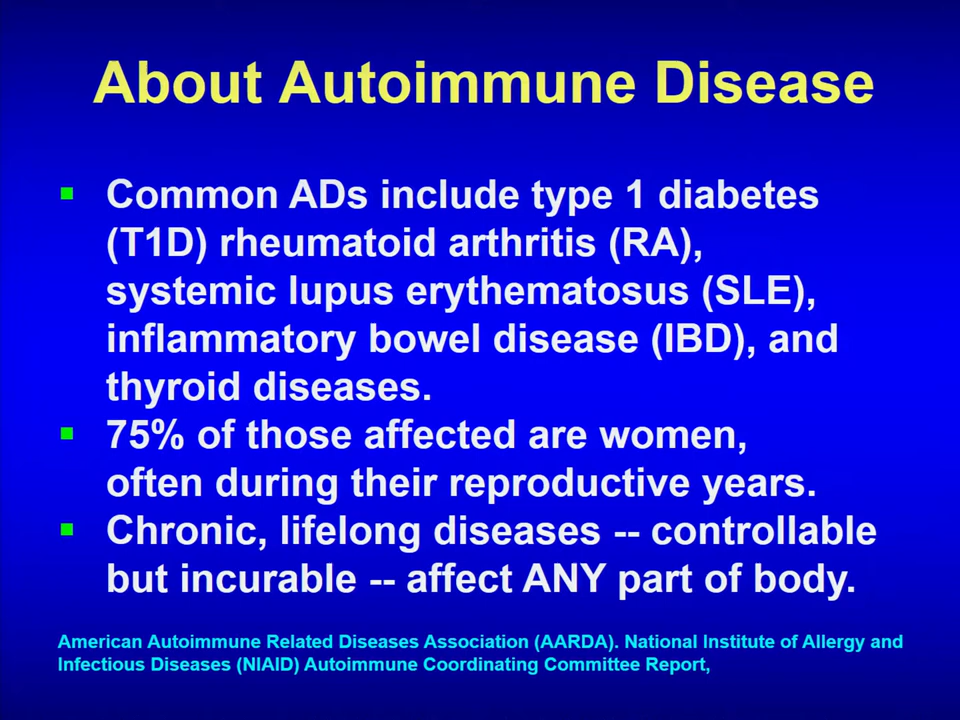 About Autoimmune Disease
▪ Common ADs include type 1 diabetes
(T1D) rheumatoid arthritis (RA),
systemic lupus erythematosus (SLE),
inflammatory bowel disease (IBD), and
thyroid diseases.
▪ 75% of those affected are women,
often during their reproductive years.
▪ Chronic, lifelong diseases -- controllable
but incurable -- affect ANY part of body.
American Autoimmune Related Diseases Association (AARDA). National Institute of Allergy and
Infectious Diseases (NIAID) Autoimmune Coordinating Committee Report,